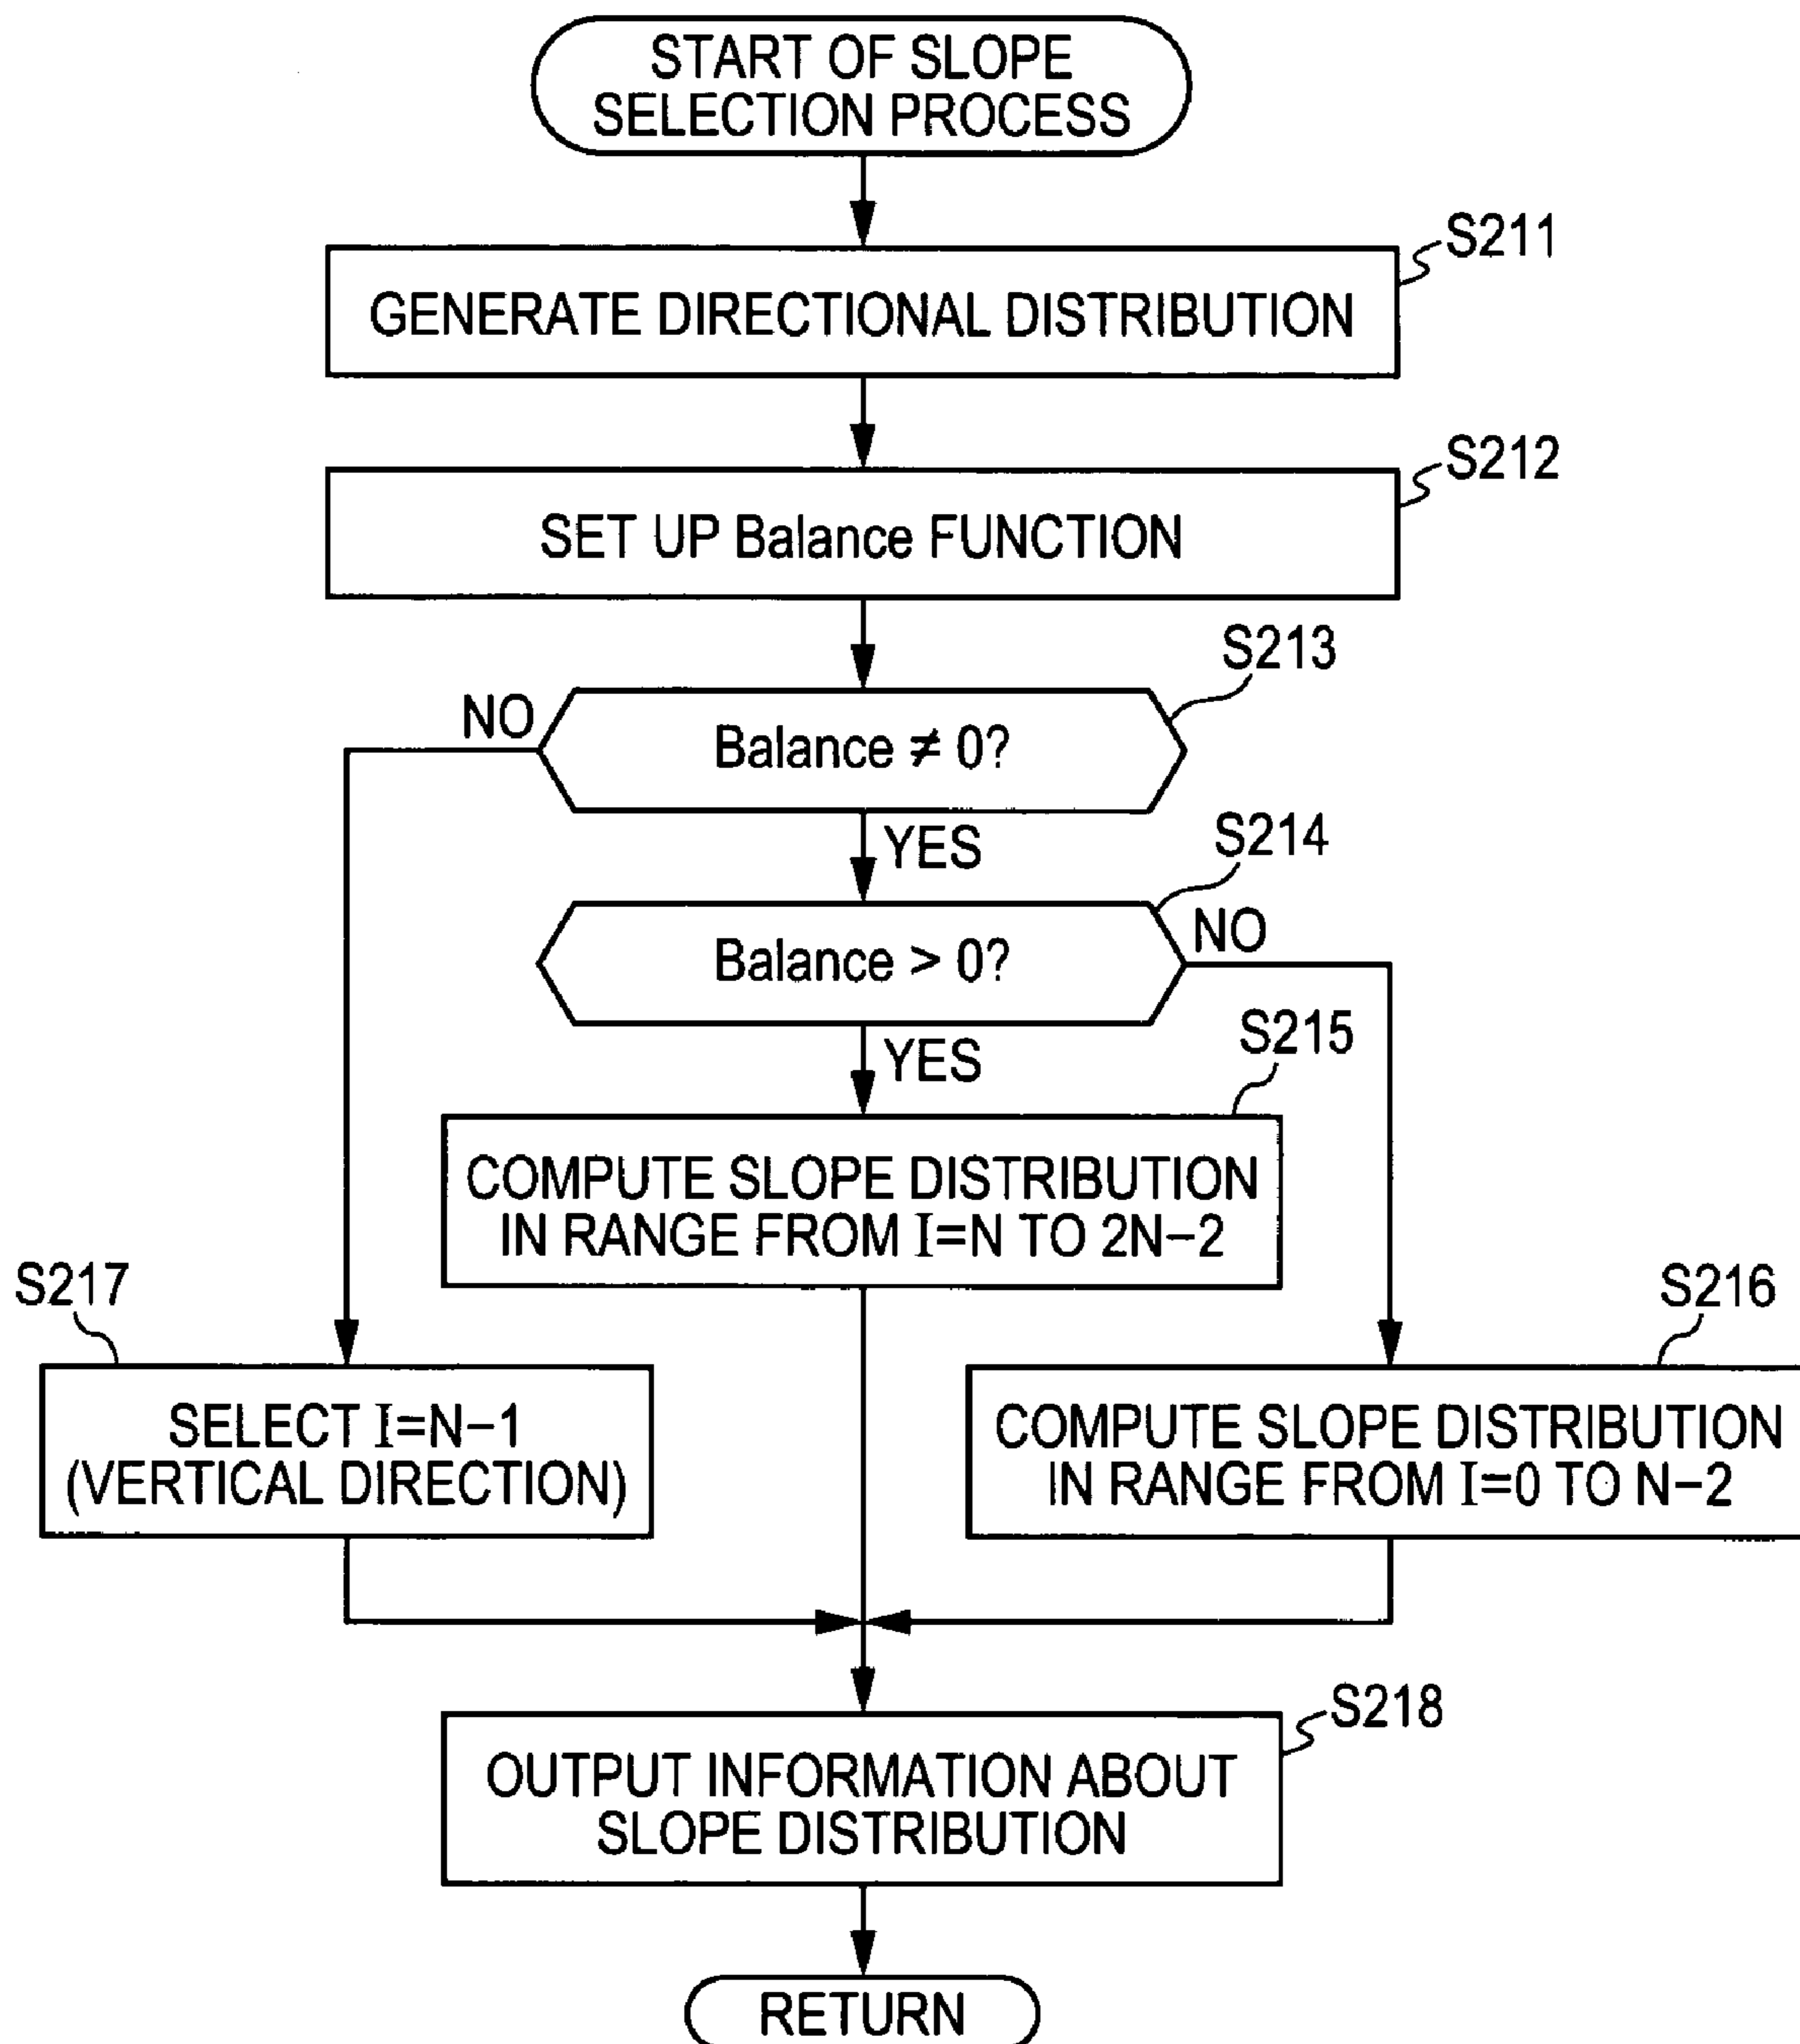 START OF SLOPE
SELECTION PROCESS
S211
GENERATE DIRECTIONAL DISTRIBUTION
S212
SET UP Balance FUNCTION
S213
NO
Balance ≠ 0?
YES
S214
NO
Balance > 0?
YES
S215
COMPUTE SLOPE DISTRIBUTION
IN RANGE FROM I=N TO 2N−2
S217
SELECT I=N−1
(VERTICAL DIRECTION)
S216
COMPUTE SLOPE DISTRIBUTION
IN RANGE FROM I=0 TO N−2
S218
OUTPUT INFORMATION ABOUT
SLOPE DISTRIBUTION
RETURN